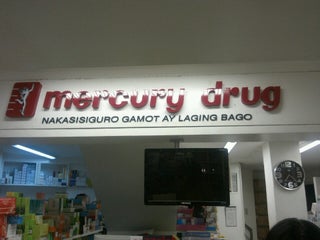 mercury drug
NAKASISIGURO GAMOT AY LAGING BAGO